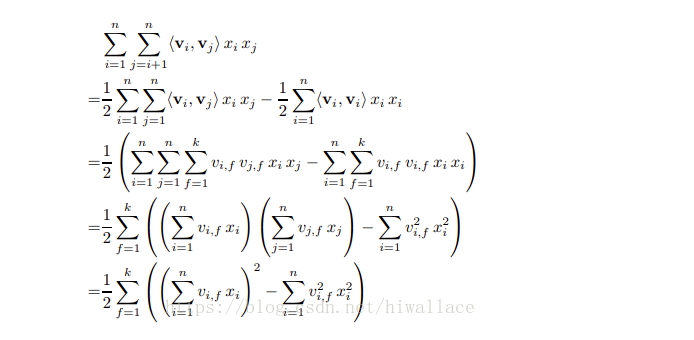 $\sum_{i=1}^{n} \sum_{j=i+1}^{n} \langle \mathbf{v}_i, \mathbf{v}_j \rangle \, x_i \, x_j$
$= \frac{1}{2} \sum_{i=1}^{n} \sum_{j=1}^{n} \langle \mathbf{v}_i, \mathbf{v}_j \rangle \, x_i \, x_j - \frac{1}{2} \sum_{i=1}^{n} \langle \mathbf{v}_i, \mathbf{v}_i \rangle \, x_i \, x_i$
$= \frac{1}{2} \left( \sum_{i=1}^{n} \sum_{j=1}^{n} \sum_{f=1}^{k} v_{i,f} \, v_{j,f} \, x_i \, x_j - \sum_{i=1}^{n} \sum_{f=1}^{k} v_{i,f} \, v_{i,f} \, x_i \, x_i \right)$
$= \frac{1}{2} \sum_{f=1}^{k} \left( \left( \sum_{i=1}^{n} v_{i,f} \, x_i \right) \left( \sum_{j=1}^{n} v_{j,f} \, x_j \right) - \sum_{i=1}^{n} v_{i,f}^2 \, x_i^2 \right)$
$= \frac{1}{2} \sum_{f=1}^{k} \left( \left( \sum_{i=1}^{n} v_{i,f} \, x_i \right)^2 - \sum_{i=1}^{n} v_{i,f}^2 \, x_i^2 \right)$
https://blog.csdn.net/hiwallace